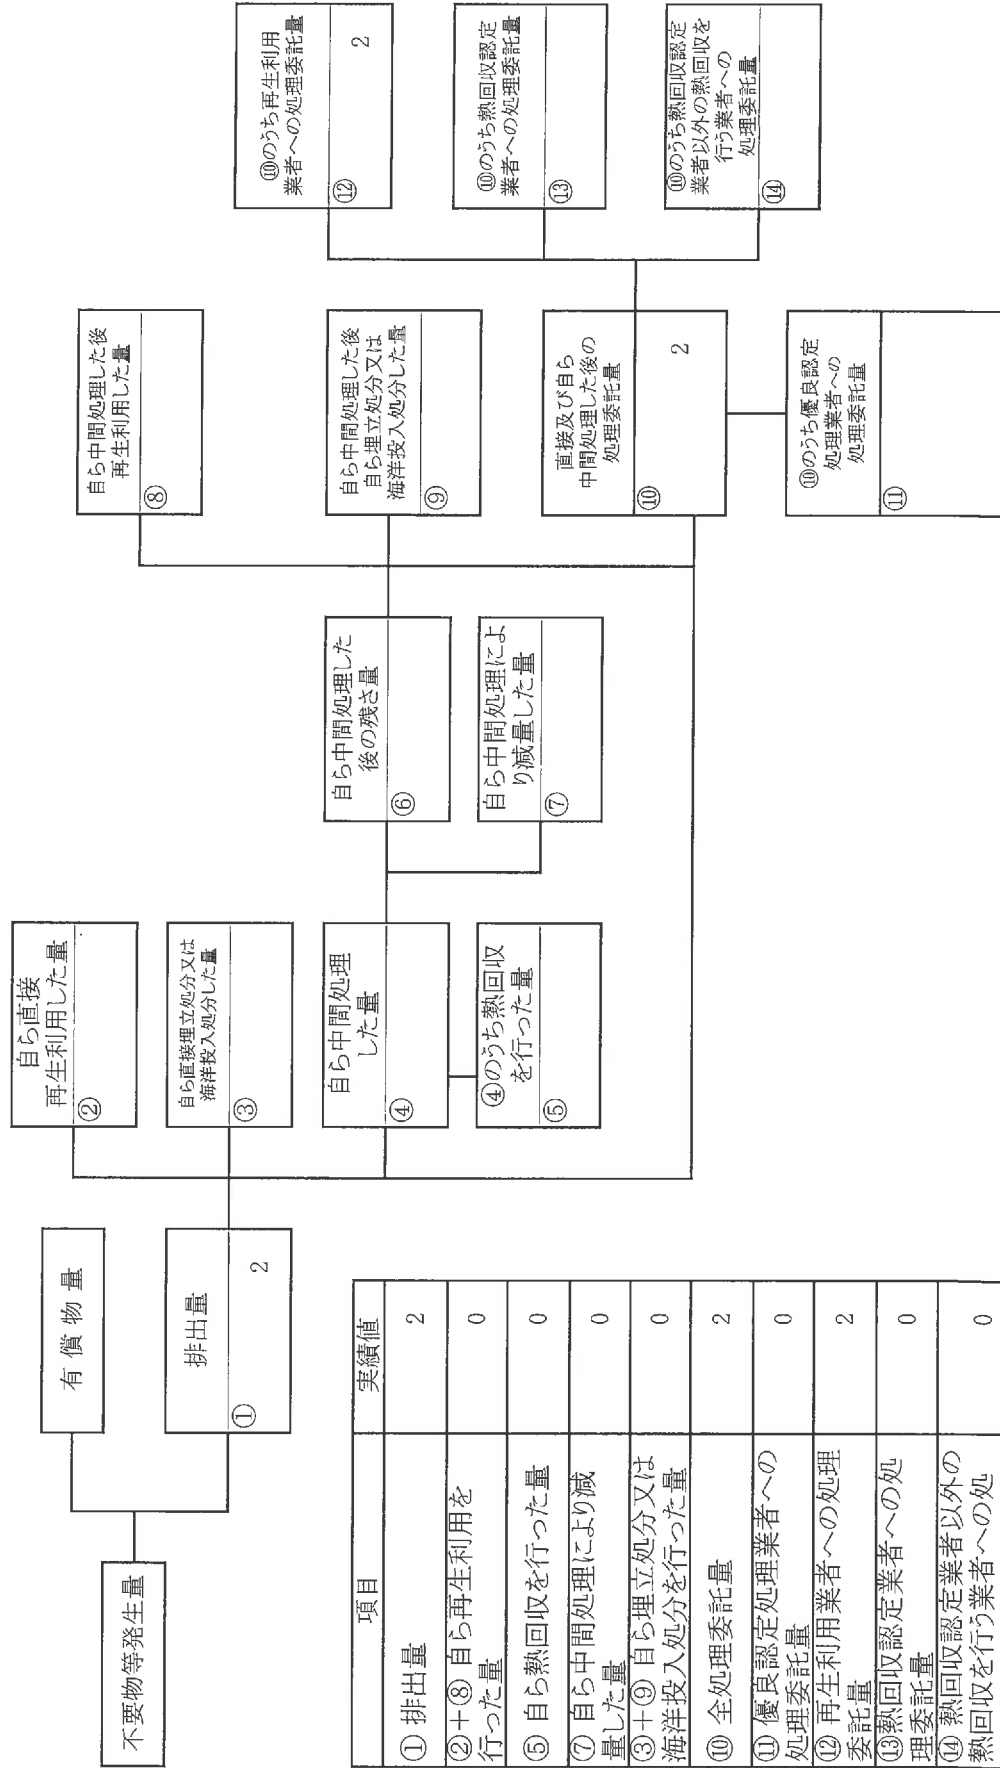 不要物等発生量
有償物量
排出量
① 2
自ら直接
再生利用した量
②
自ら直接埋立処分又は
海洋投入処分した量
③
自ら中間処理
した量
④
④のうち熱回収
を行った量
⑤
自ら中間処理した
後の残さ量
⑥
自ら中間処理によ
り減量した量
⑦
自ら中間処理した後
再生利用した量
⑧
自ら中間処理した後
自ら埋立処分又は
海洋投入処分した量
⑨
直接及び自ら
中間処理した後の
処理委託量
⑩ 2
⑩のうち優良認定
処理業者への
処理委託量
⑪
⑩のうち再生利用
業者への処理委託量
⑫ 2
⑩のうち熱回収認定
業者への処理委託量
⑬
⑩のうち熱回収認定
業者以外の熱回収を
行う業者への
処理委託量
⑭
項目 実績値
① 排出量 2
②+⑧ 自ら再生利用を
行った量 0
⑤ 自ら熱回収を行った量 0
⑦ 自ら中間処理により減
量した量 0
③+⑨ 自ら埋立処分又は
海洋投入処分を行った量 0
⑩ 全処理委託量 2
⑪ 優良認定処理業者への
処理委託量 0
⑫ 再生利用業者への処理
委託量 2
⑬熱回収認定業者への処
理委託量 0
⑭ 熱回収認定業者以外の
熱回収を行う業者への処 0